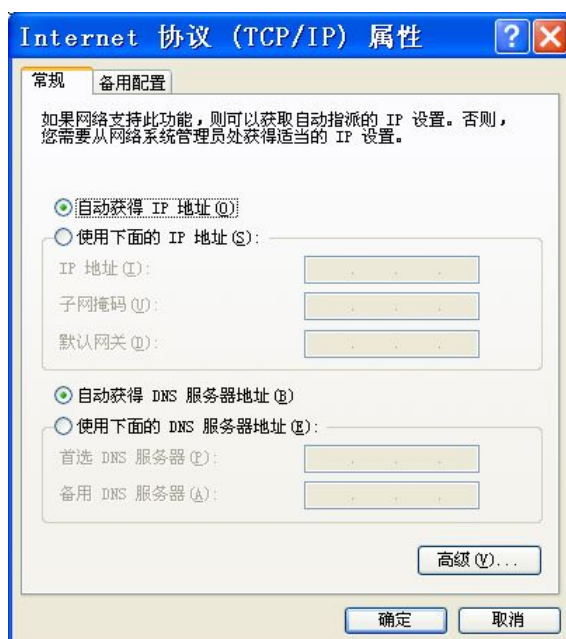 Internet 协议 (TCP/IP) 属性
常规 备用配置
如果网络支持此功能，则可以获取自动指派的 IP 设置。否则，
您需要从网络系统管理员处获得适当的 IP 设置。
自动获得 IP 地址(O)
使用下面的 IP 地址(S):
IP 地址(I):
子网掩码(U):
默认网关(D):
自动获得 DNS 服务器地址(B)
使用下面的 DNS 服务器地址(E):
首选 DNS 服务器(P):
备用 DNS 服务器(A):
高级(V)...
确定 取消